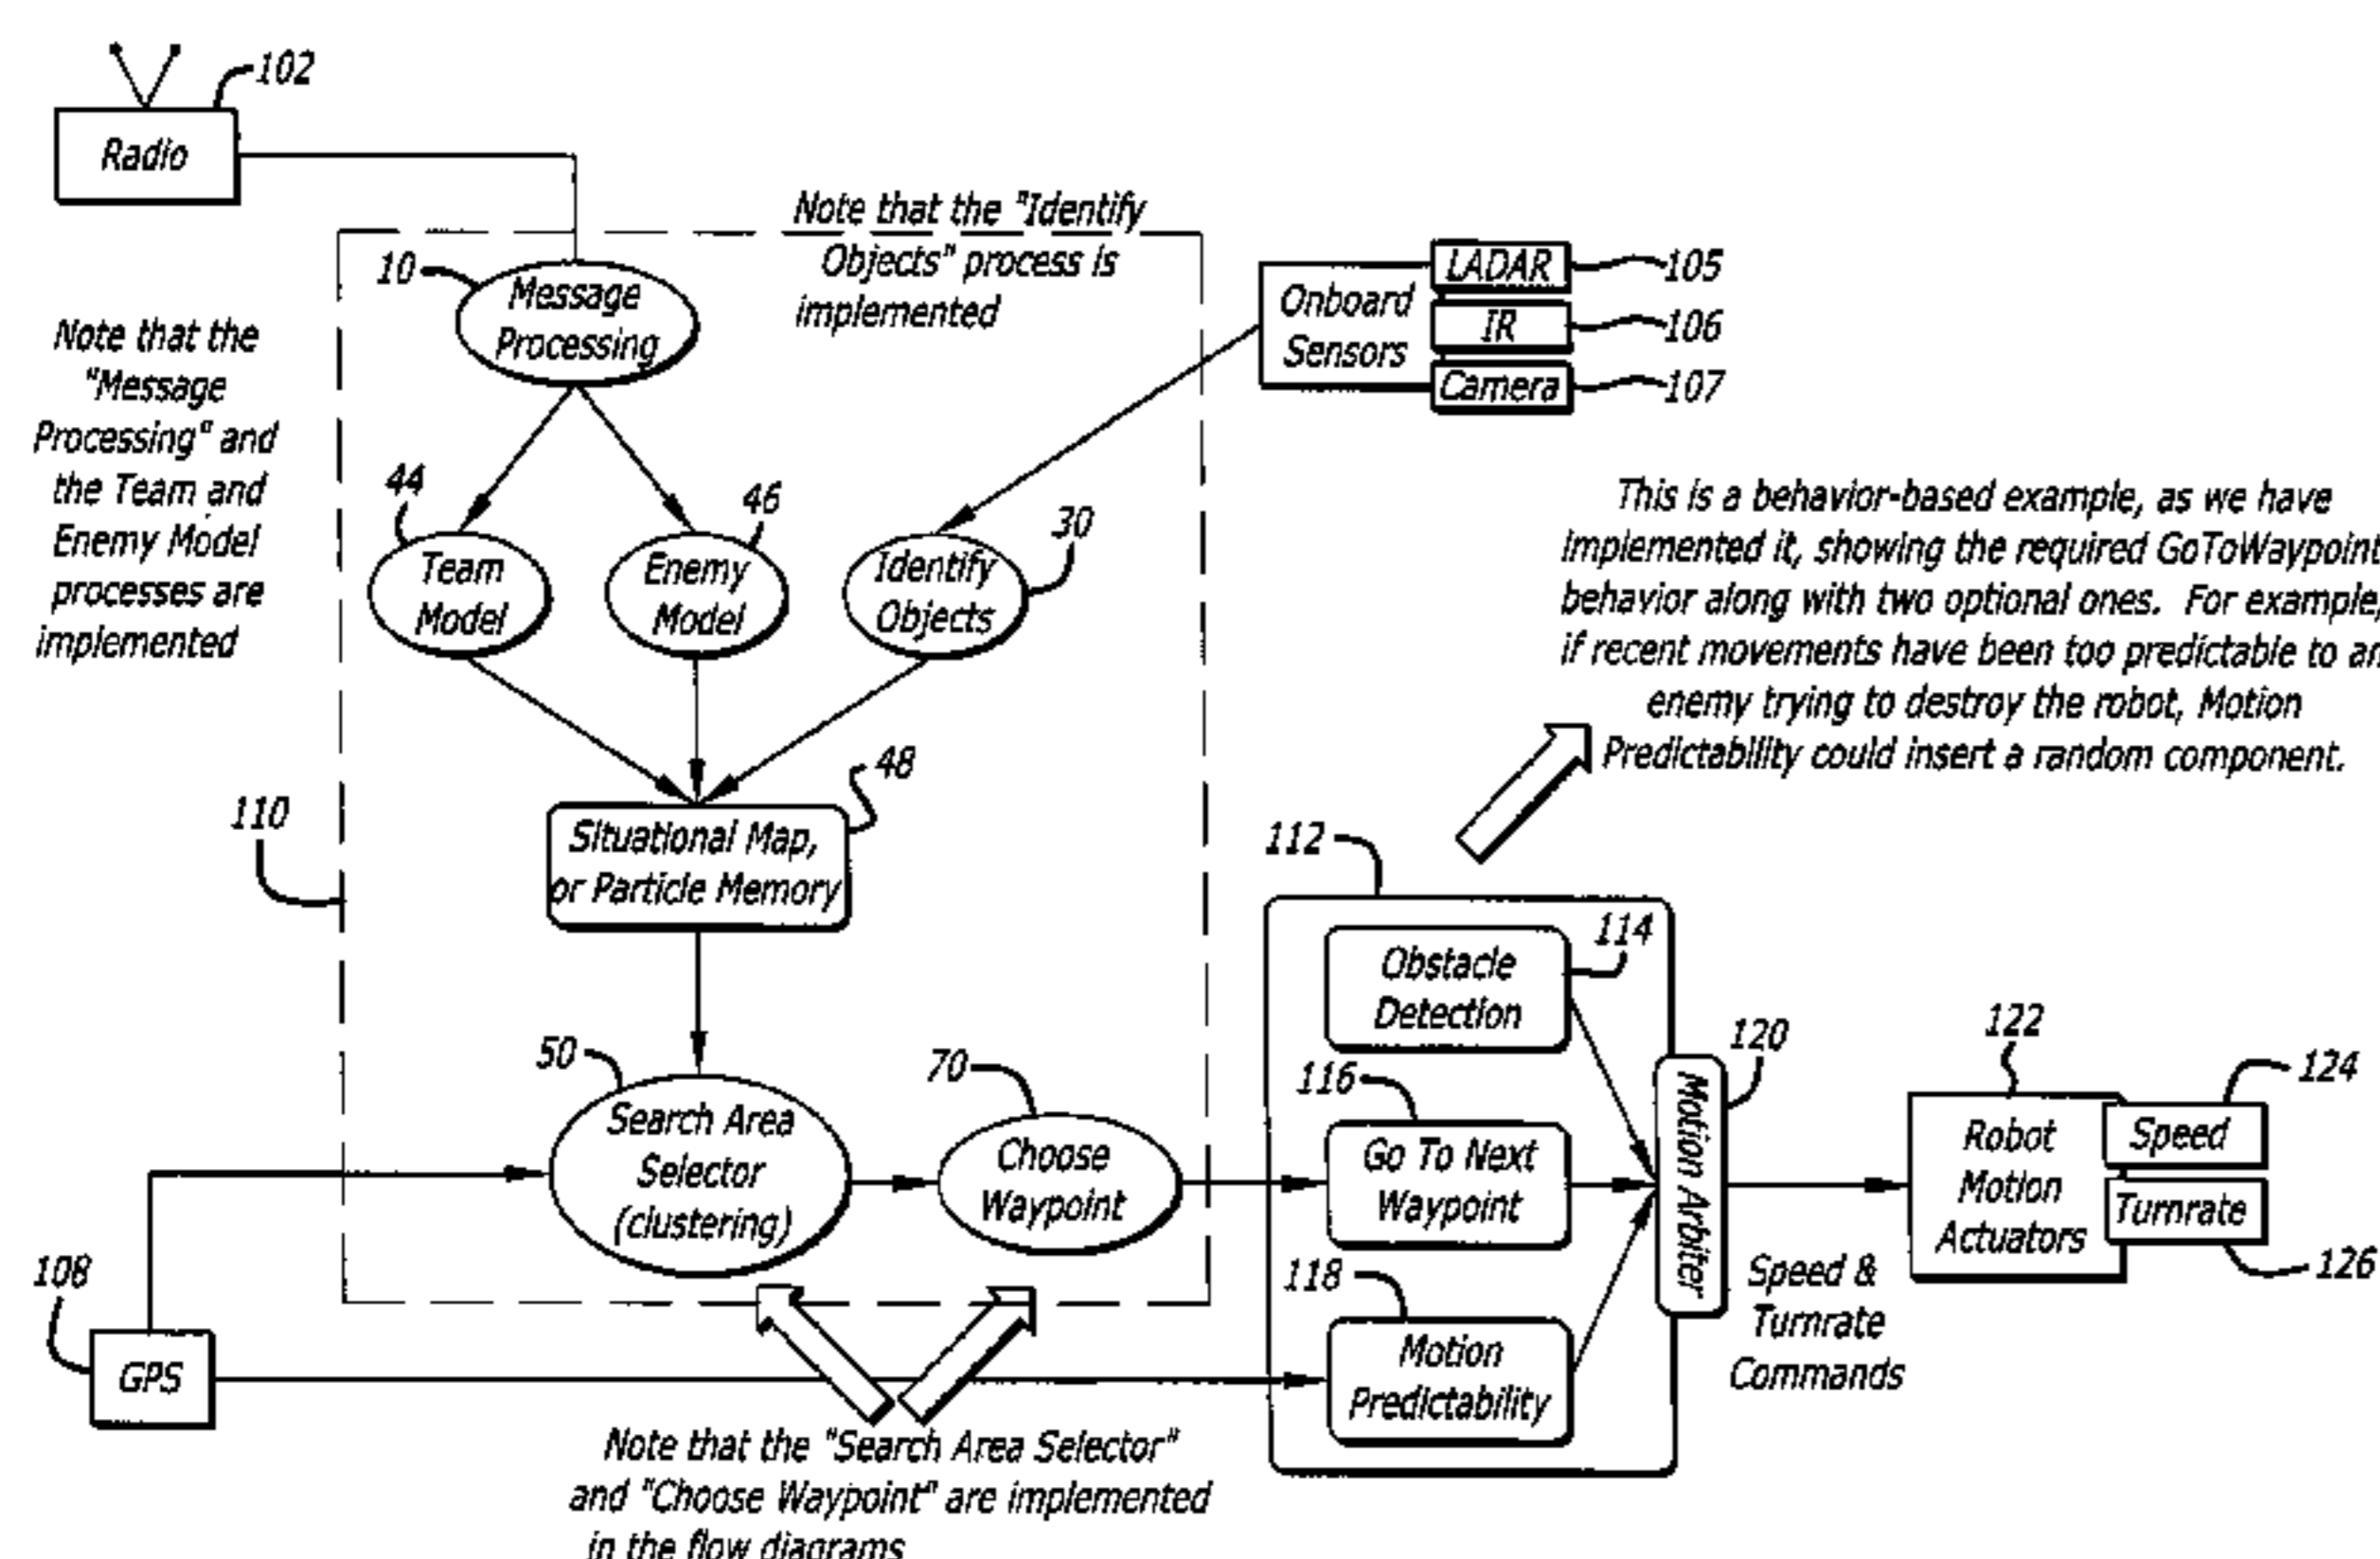 102
Radio
Note that the "Identify
Objects" process is
implemented
10
Message
Processing
Note that the
"Message
Processing" and
the Team and
Enemy Model
processes are
implemented
Onboard
Sensors
LADAR
105
IR
106
Camera
107
44
Team
Model
46
Enemy
Model
30
Identify
Objects
This is a behavior-based example, as we have
implemented it, showing the required GoToWaypoint
behavior along with two optional ones. For example,
if recent movements have been too predictable to an
enemy trying to destroy the robot, Motion
Predictability could insert a random component.
48
Situational Map,
or Particle Memory
110
112
114
Obstacle
Detection
50
Search Area
Selector
(clustering)
70
Choose
Waypoint
116
Go To Next
Waypoint
118
Motion
Predictability
120
Motion Arbiter
Speed &
Turnrate
Commands
122
Robot
Motion
Actuators
124
Speed
Turnrate
126
108
GPS
Note that the "Search Area Selector"
and "Choose Waypoint" are implemented
in the flow diagrams